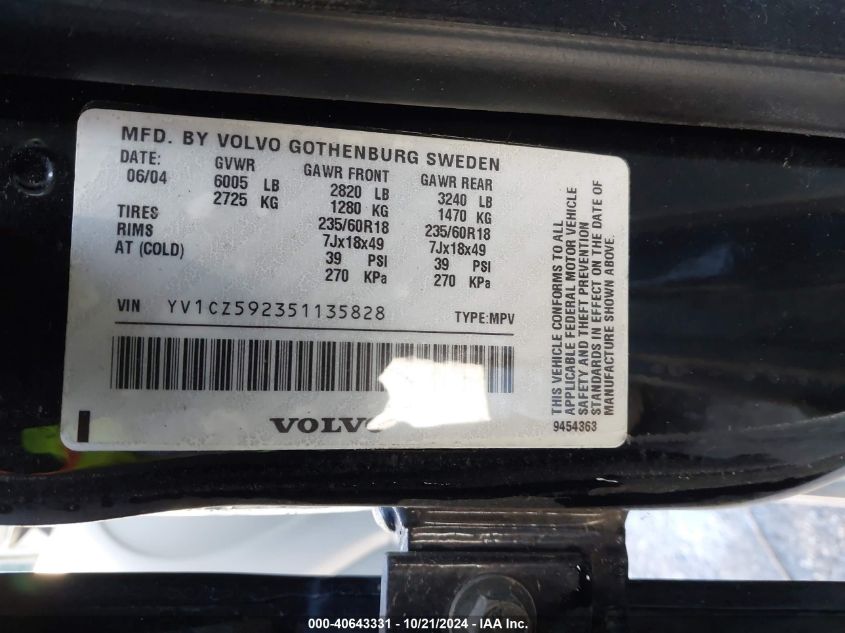 MFD. BY VOLVO GOTHENBURG SWEDEN
DATE: GVWR GAWR FRONT GAWR REAR
06/04 6005 LB 2820 LB 3240 LB
2725 KG 1280 KG 1470 KG
TIRES 235/60R18 235/60R18
RIMS 7Jx18x49 7Jx18x49
AT (COLD) 39 PSI 39 PSI
270 KPa 270 KPa
VIN YV1CZ592351135828 TYPE:MPV
VOLVO
THIS VEHICLE CONFORMS TO ALL
APPLICABLE FEDERAL MOTOR VEHICLE
SAFETY AND THEFT PREVENTION
STANDARDS IN EFFECT ON THE DATE OF
MANUFACTURE SHOWN ABOVE.
9454363
000-40643331 - 10/21/2024 - IAA Inc.